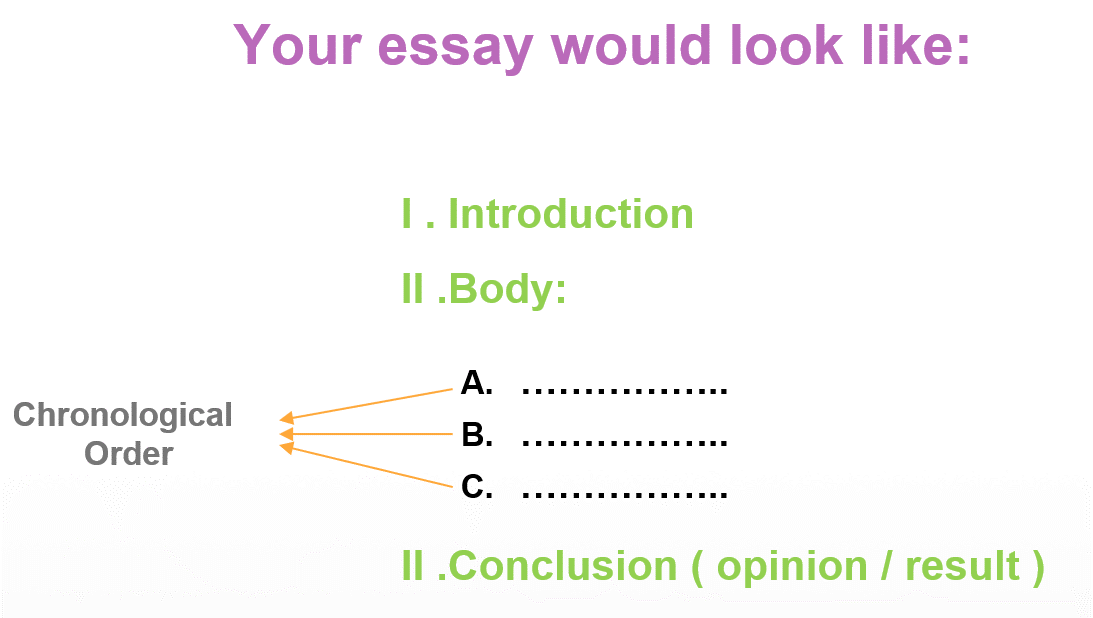 Your essay would look like:
I . Introduction
II .Body:
A. ……………..
B. ……………..
C. ……………..
Chronological
Order
II .Conclusion ( opinion / result )